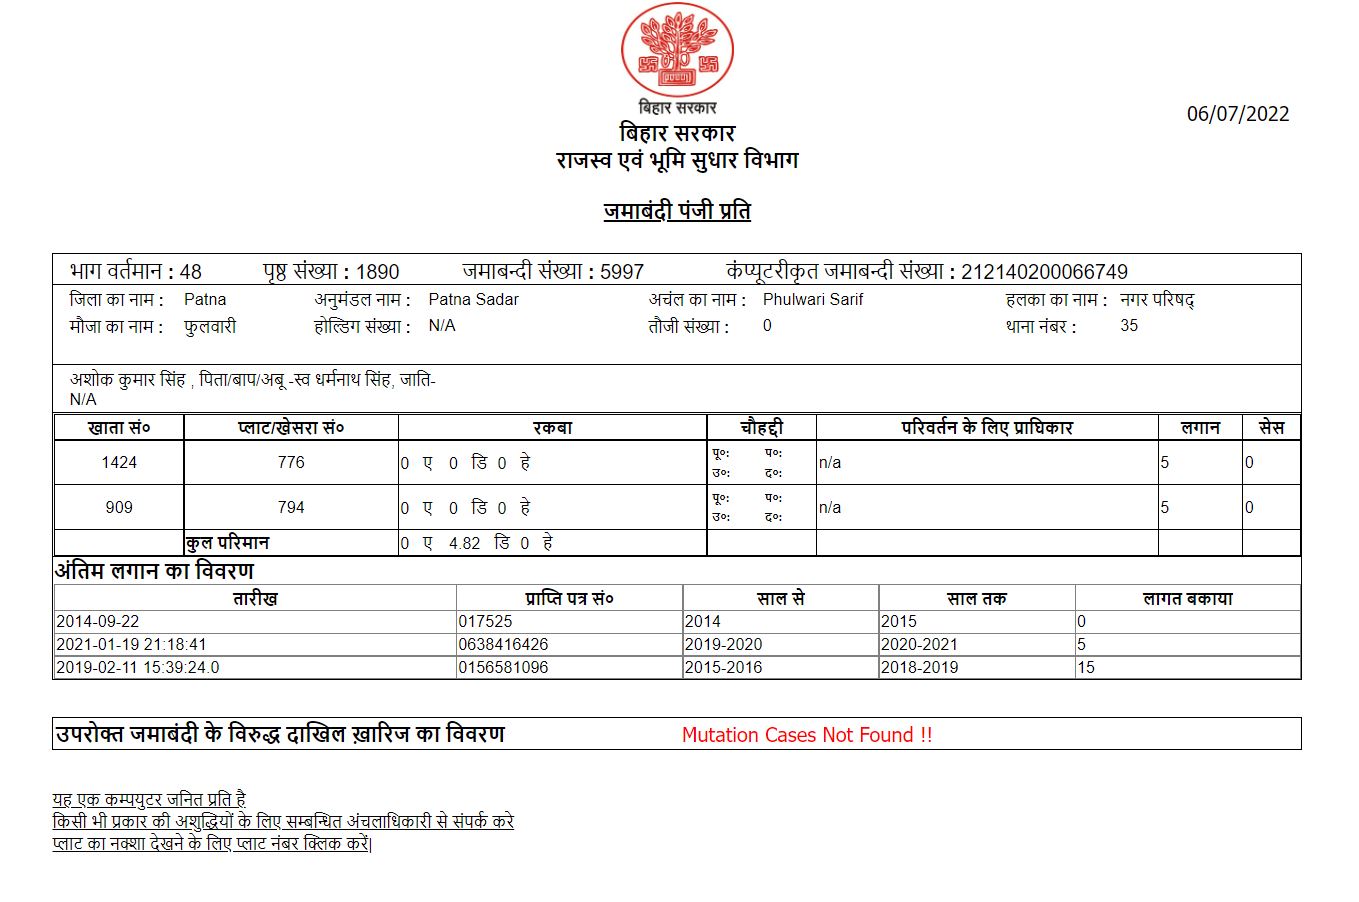 बिहार सरकार
बिहार सरकार
06/07/2022
राजस्व एवं भूमि सुधार विभाग
जमाबंदी पंजी प्रति
भाग वर्तमान : 48 पृष्ठ संख्या : 1890 जमाबन्दी संख्या : 5997 कंप्यूटरीकृत जमाबन्दी संख्या : 212140200066749
जिला का नाम : Patna अनुमंडल नाम : Patna Sadar अचंल का नाम : Phulwari Sarif हलका का नाम : नगर परिषद्
मौजा का नाम : फुलवारी होल्डिग संख्या : N/A तौजी संख्या : 0 थाना नंबर : 35
अशोक कुमार सिंह , पिता/बाप/अबू -स्व धर्मनाथ सिंह, जाति-
N/A
खाता सं० प्लाट/खेसरा सं० रकबा चौहद्दी परिवर्तन के लिए प्राधिकार लगान सेस
1424 776 0 ए 0 डि 0 हे पू०: प०: उ०: द०: n/a 5 0
909 794 0 ए 0 डि 0 हे पू०: प०: उ०: द०: n/a 5 0
कुल परिमान 0 ए 4.82 डि 0 हे
अंतिम लगान का विवरण
तारीख प्राप्ति पत्र सं० साल से साल तक लागत बकाया
2014-09-22 017525 2014 2015 0
2021-01-19 21:18:41 0638416426 2019-2020 2020-2021 5
2019-02-11 15:39:24.0 0156581096 2015-2016 2018-2019 15
उपरोक्त जमाबंदी के विरुद्ध दाखिल ख़ारिज का विवरण Mutation Cases Not Found !!
यह एक कम्पयुटर जनित प्रति है
किसी भी प्रकार की अशुद्धियों के लिए सम्बन्धित अंचलाधिकारी से संपर्क करे
प्लाट का नक्शा देखने के लिए प्लाट नंबर क्लिक करें|